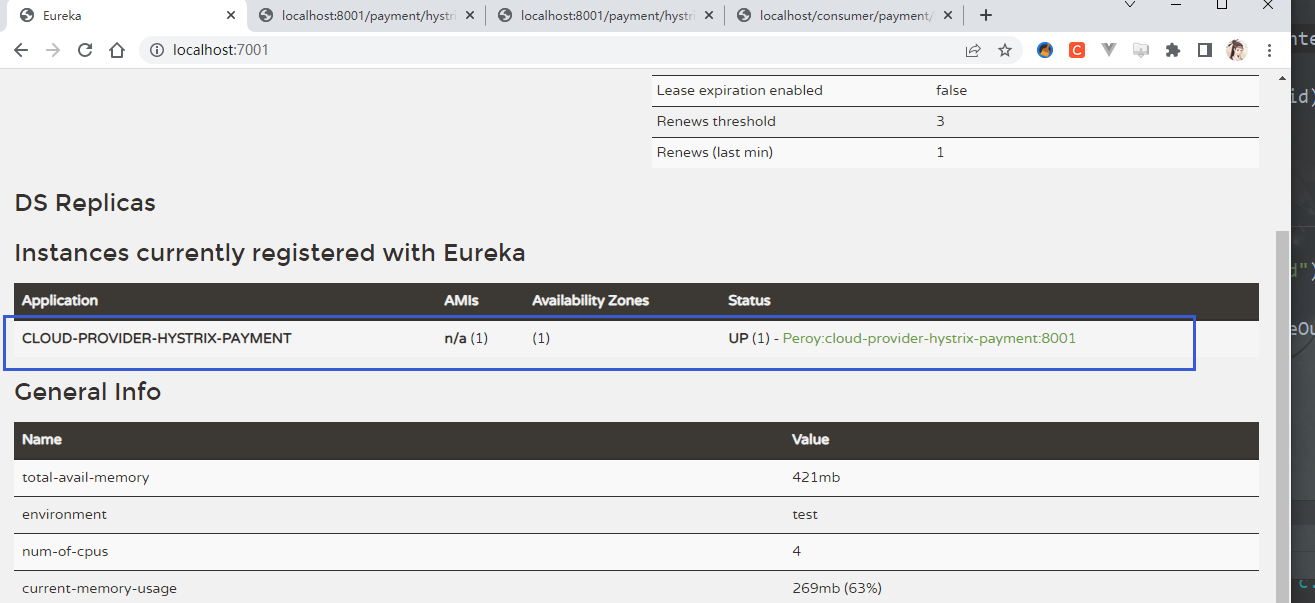 Eureka
localhost:8001/payment/hystri
localhost:8001/payment/hystri
localhost/consumer/payment/
localhost:7001
Lease expiration enabled false
Renews threshold 3
Renews (last min) 1
DS Replicas
Instances currently registered with Eureka
Application AMIs Availability Zones Status
CLOUD-PROVIDER-HYSTRIX-PAYMENT n/a (1) (1) UP (1) - Peroy:cloud-provider-hystrix-payment:8001
General Info
Name Value
total-avail-memory 421mb
environment test
num-of-cpus 4
current-memory-usage 269mb (63%)